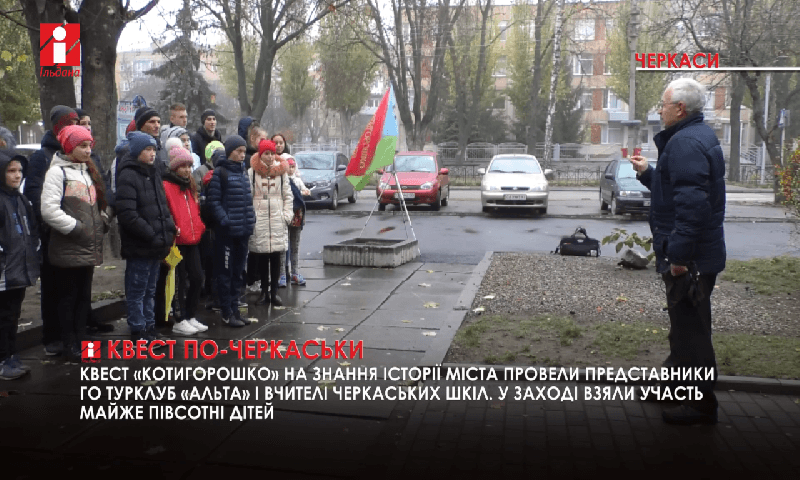 ільдана
ЧЕРКАСИ
КВЕСТ ПО-ЧЕРКАСЬКИ
КВЕСТ «КОТИГОРОШКО» НА ЗНАННЯ ІСТОРІЇ МІСТА ПРОВЕЛИ ПРЕДСТАВНИКИ
ГО ТУРКЛУБ «АЛЬТА» І ВЧИТЕЛІ ЧЕРКАСЬКИХ ШКІЛ. У ЗАХОДІ ВЗЯЛИ УЧАСТЬ
МАЙЖЕ ПІВСОТНІ ДІТЕЙ